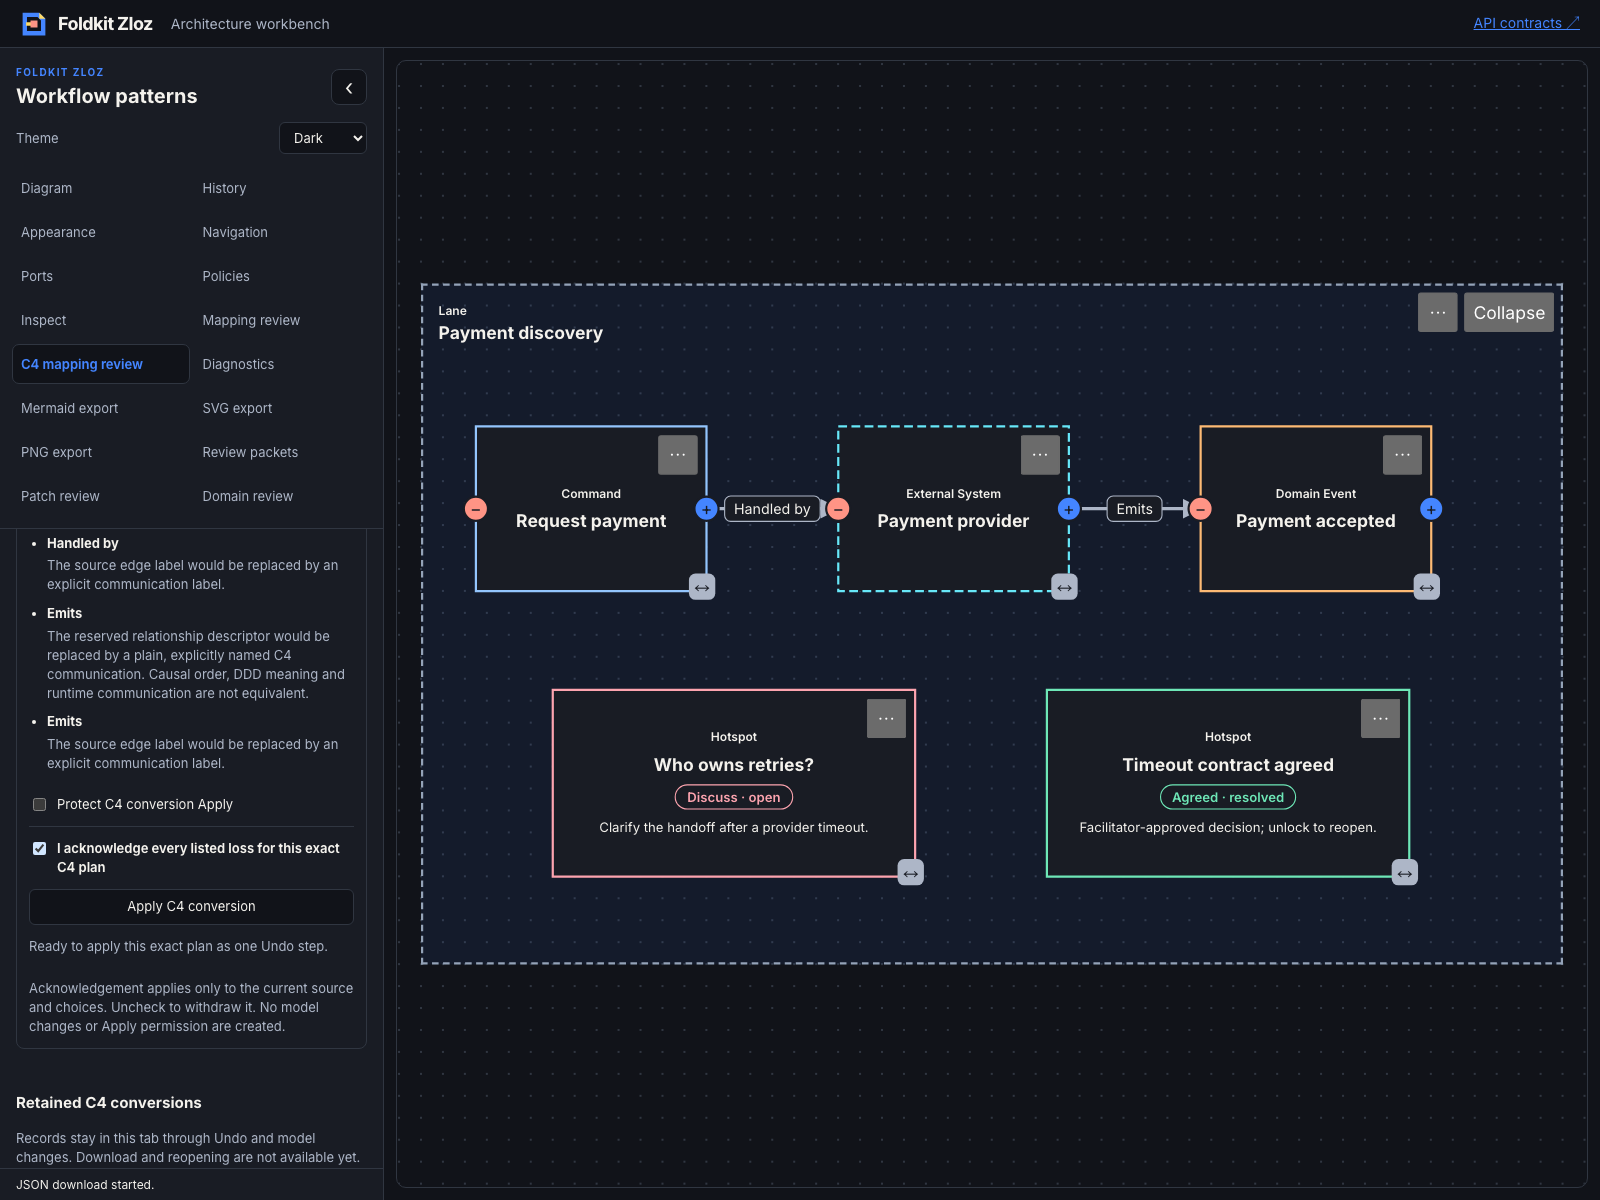 Foldkit Zloz
Architecture workbench
API contracts ↗
FOLDKIT ZLOZ
Workflow patterns
Theme
Dark
Diagram
History
Appearance
Navigation
Ports
Policies
Inspect
Mapping review
C4 mapping review
Diagnostics
Mermaid export
SVG export
PNG export
Review packets
Patch review
Domain review
• Handled by
The source edge label would be replaced by an
explicit communication label.
• Emits
The reserved relationship descriptor would be
replaced by a plain, explicitly named C4
communication. Causal order, DDD meaning and
runtime communication are not equivalent.
• Emits
The source edge label would be replaced by an
explicit communication label.
Protect C4 conversion Apply
I acknowledge every listed loss for this exact
C4 plan
Apply C4 conversion
Ready to apply this exact plan as one Undo step.
Acknowledgement applies only to the current source
and choices. Uncheck to withdraw it. No model
changes or Apply permission are created.
Retained C4 conversions
Records stay in this tab through Undo and model
changes. Download and reopening are not available yet.
JSON download started.
Lane
Payment discovery
...
Collapse
...
Command
Request payment
− +
Handled by
...
External System
Payment provider
− +
Emits
...
Domain Event
Payment accepted
− +
↔
↔
↔
...
Hotspot
Who owns retries?
Discuss · open
Clarify the handoff after a provider timeout.
↔
...
Hotspot
Timeout contract agreed
Agreed · resolved
Facilitator-approved decision; unlock to reopen.
↔